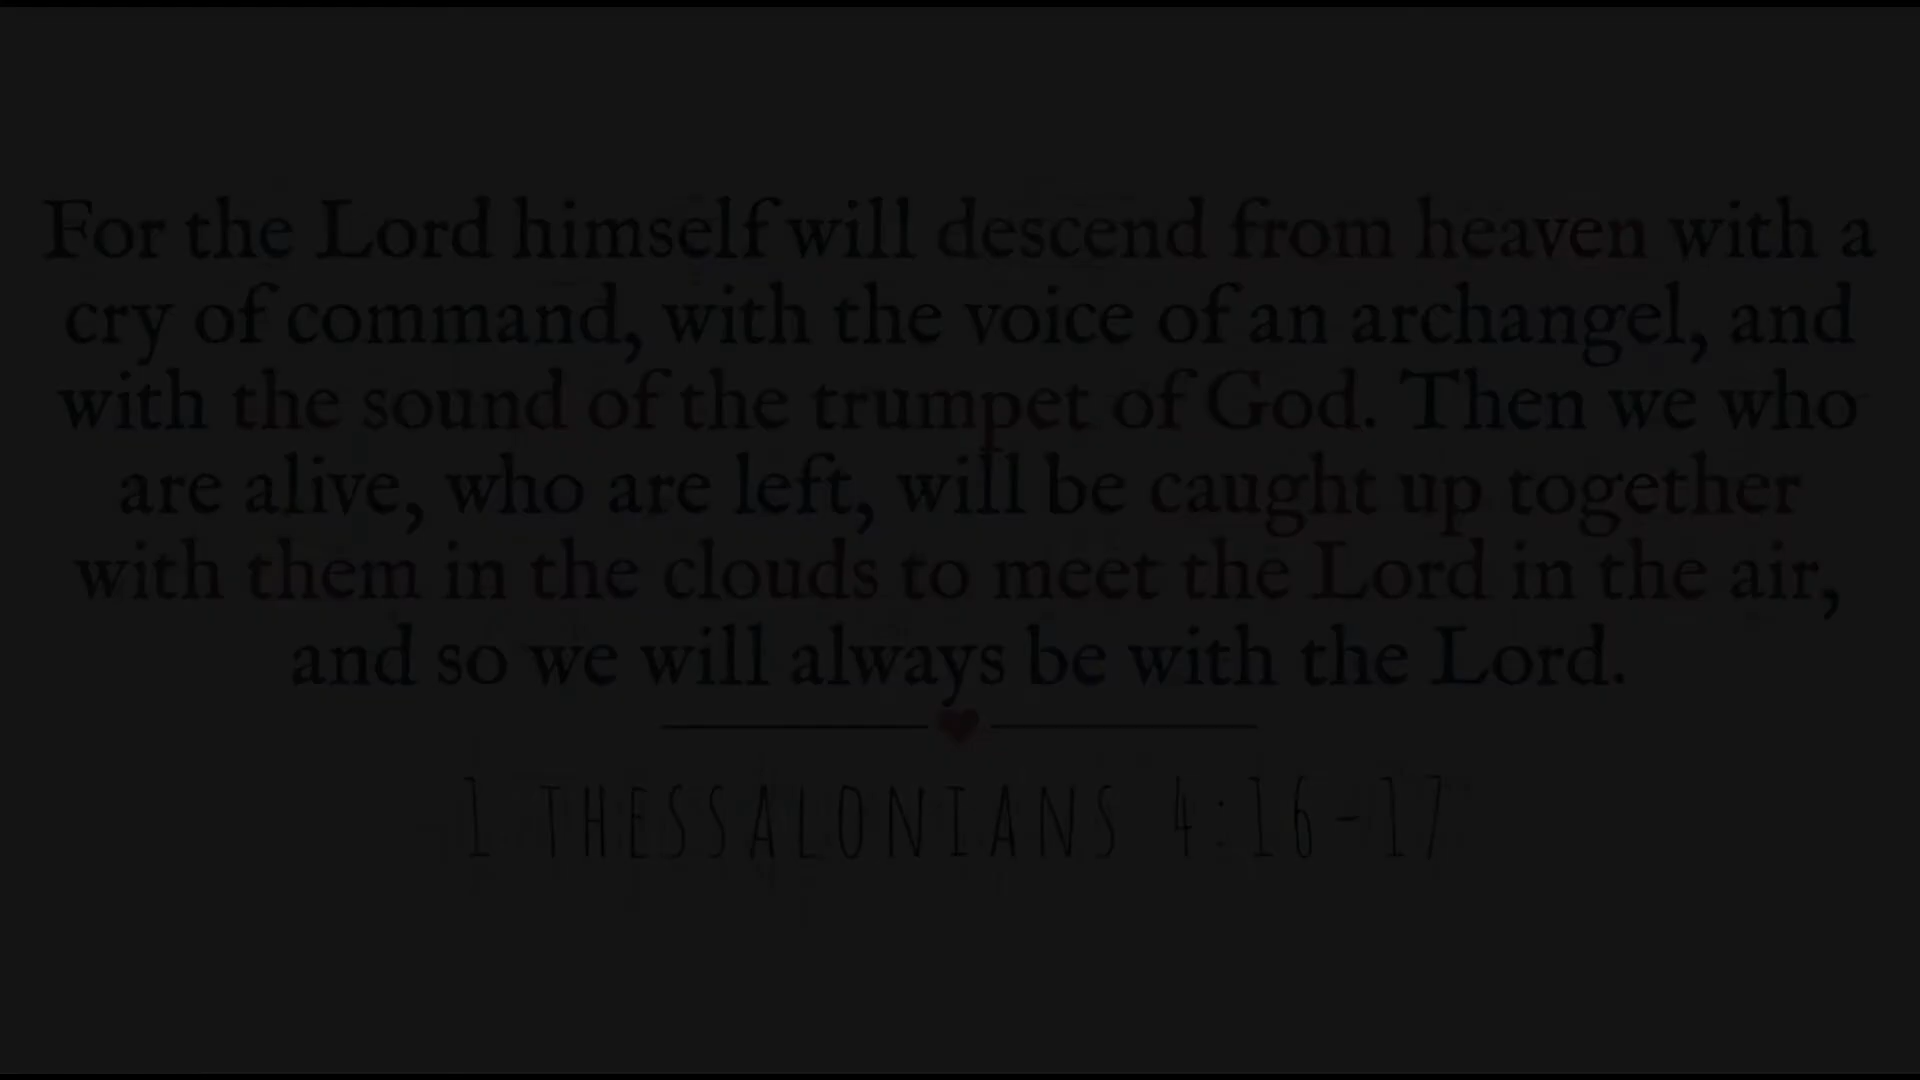 For the Lord himself will descend from heaven with a
cry of command, with the voice of an archangel, and
with the sound of the trumpet of God. Then we who
are alive, who are left, will be caught up together
with them in the clouds to meet the Lord in the air,
and so we will always be with the Lord.
1 THESSALONIANS 4:16-17